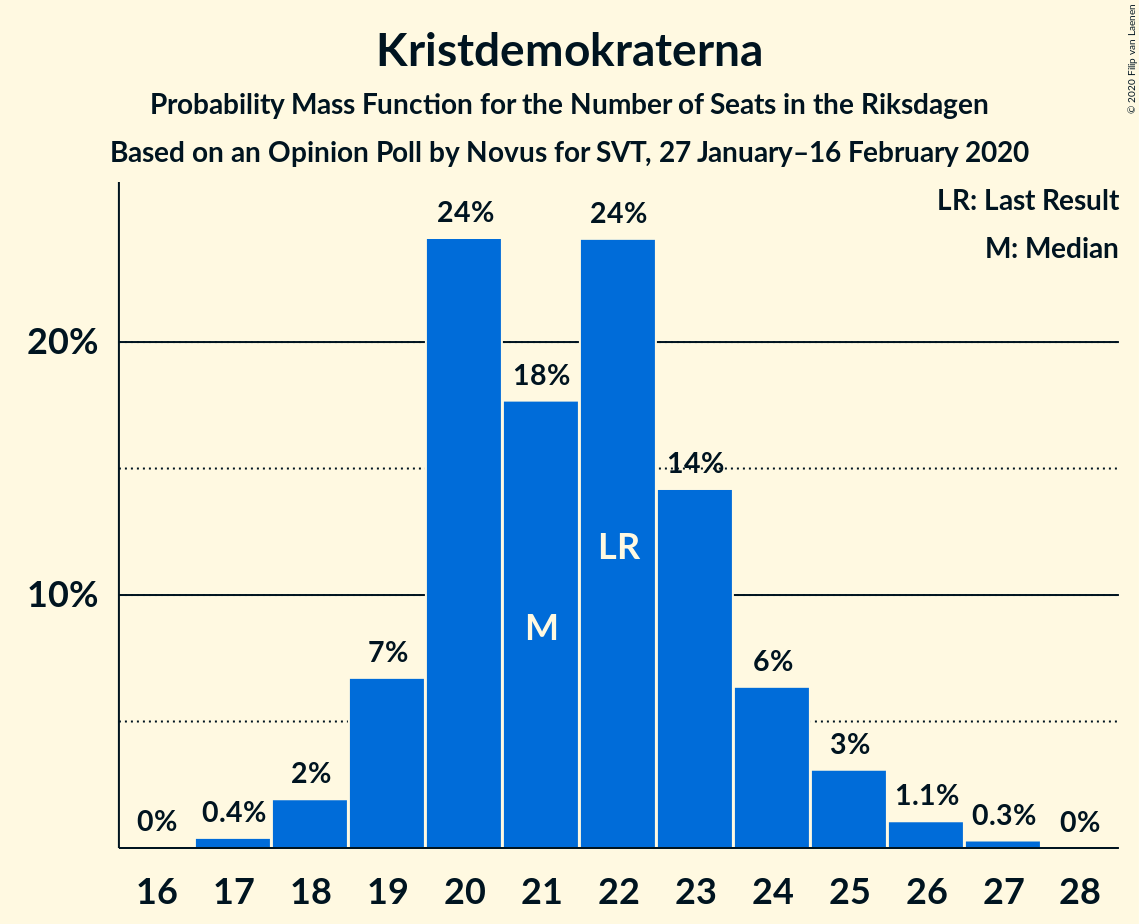 Kristdemokraterna
Probability Mass Function for the Number of Seats in the Riksdagen
Based on an Opinion Poll by Novus for SVT, 27 January–16 February 2020
© 2020 Filip van Laenen
LR: Last Result
M: Median
20%
10%
0%
0.4%
2%
7%
24%
18%
24%
14%
6%
3%
1.1%
0.3%
0%
M
LR
16 17 18 19 20 21 22 23 24 25 26 27 28